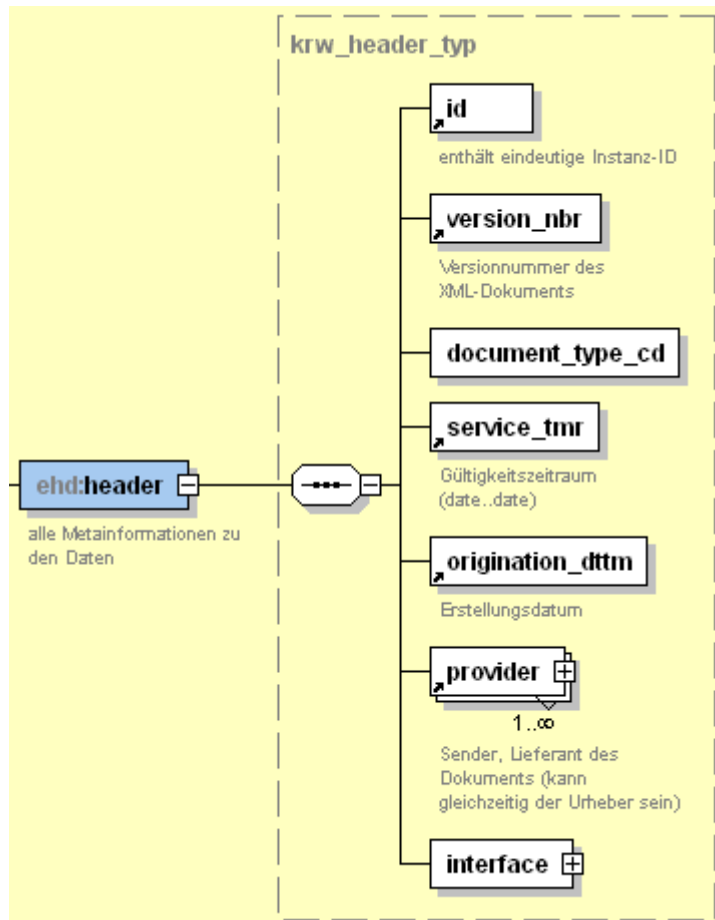 krw_header_typ
id
enthält eindeutige Instanz-ID
version_nbr
Versionnummer des
XML-Dokuments
document_type_cd
service_tmr
Gültigkeitszeitraum
(date..date)
ehd:header
alle Metainformationen zu
den Daten
origination_dttm
Erstellungsdatum
provider
1..∞
Sender, Lieferant des
Dokuments (kann
gleichzeitig der Urheber sein)
interface